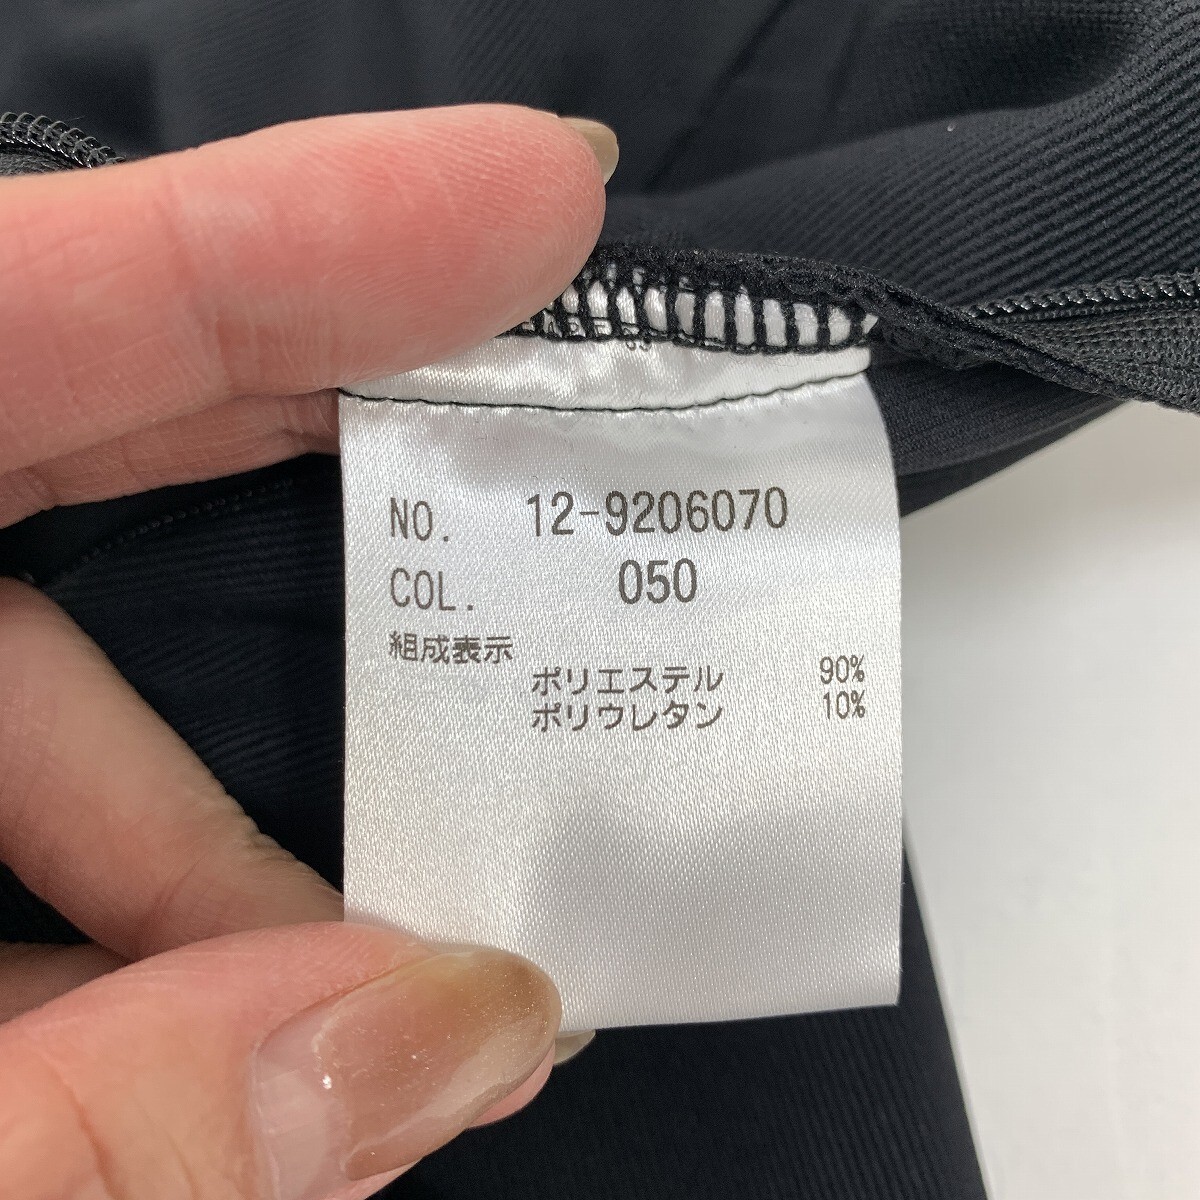 NO. 12-9206070
COL. 050
組成表示
ポリエステル 90%
ポリウレタン 10%